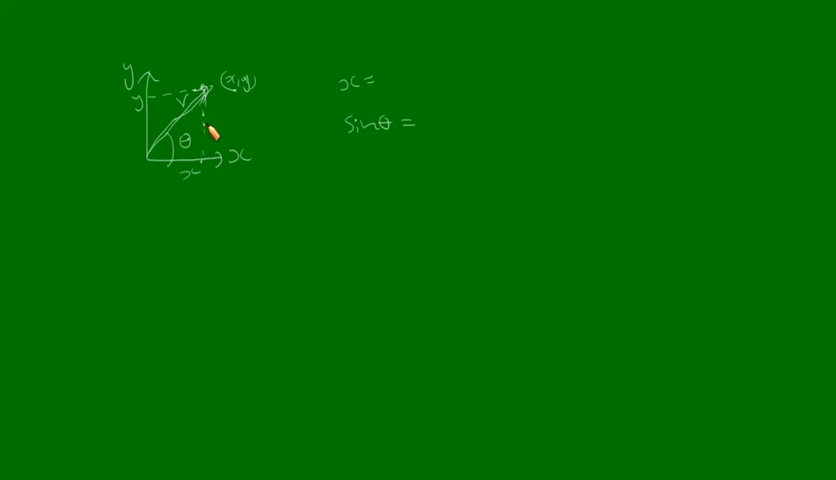 y
y
r
(x,y)
θ
x
x
x=
sinθ=